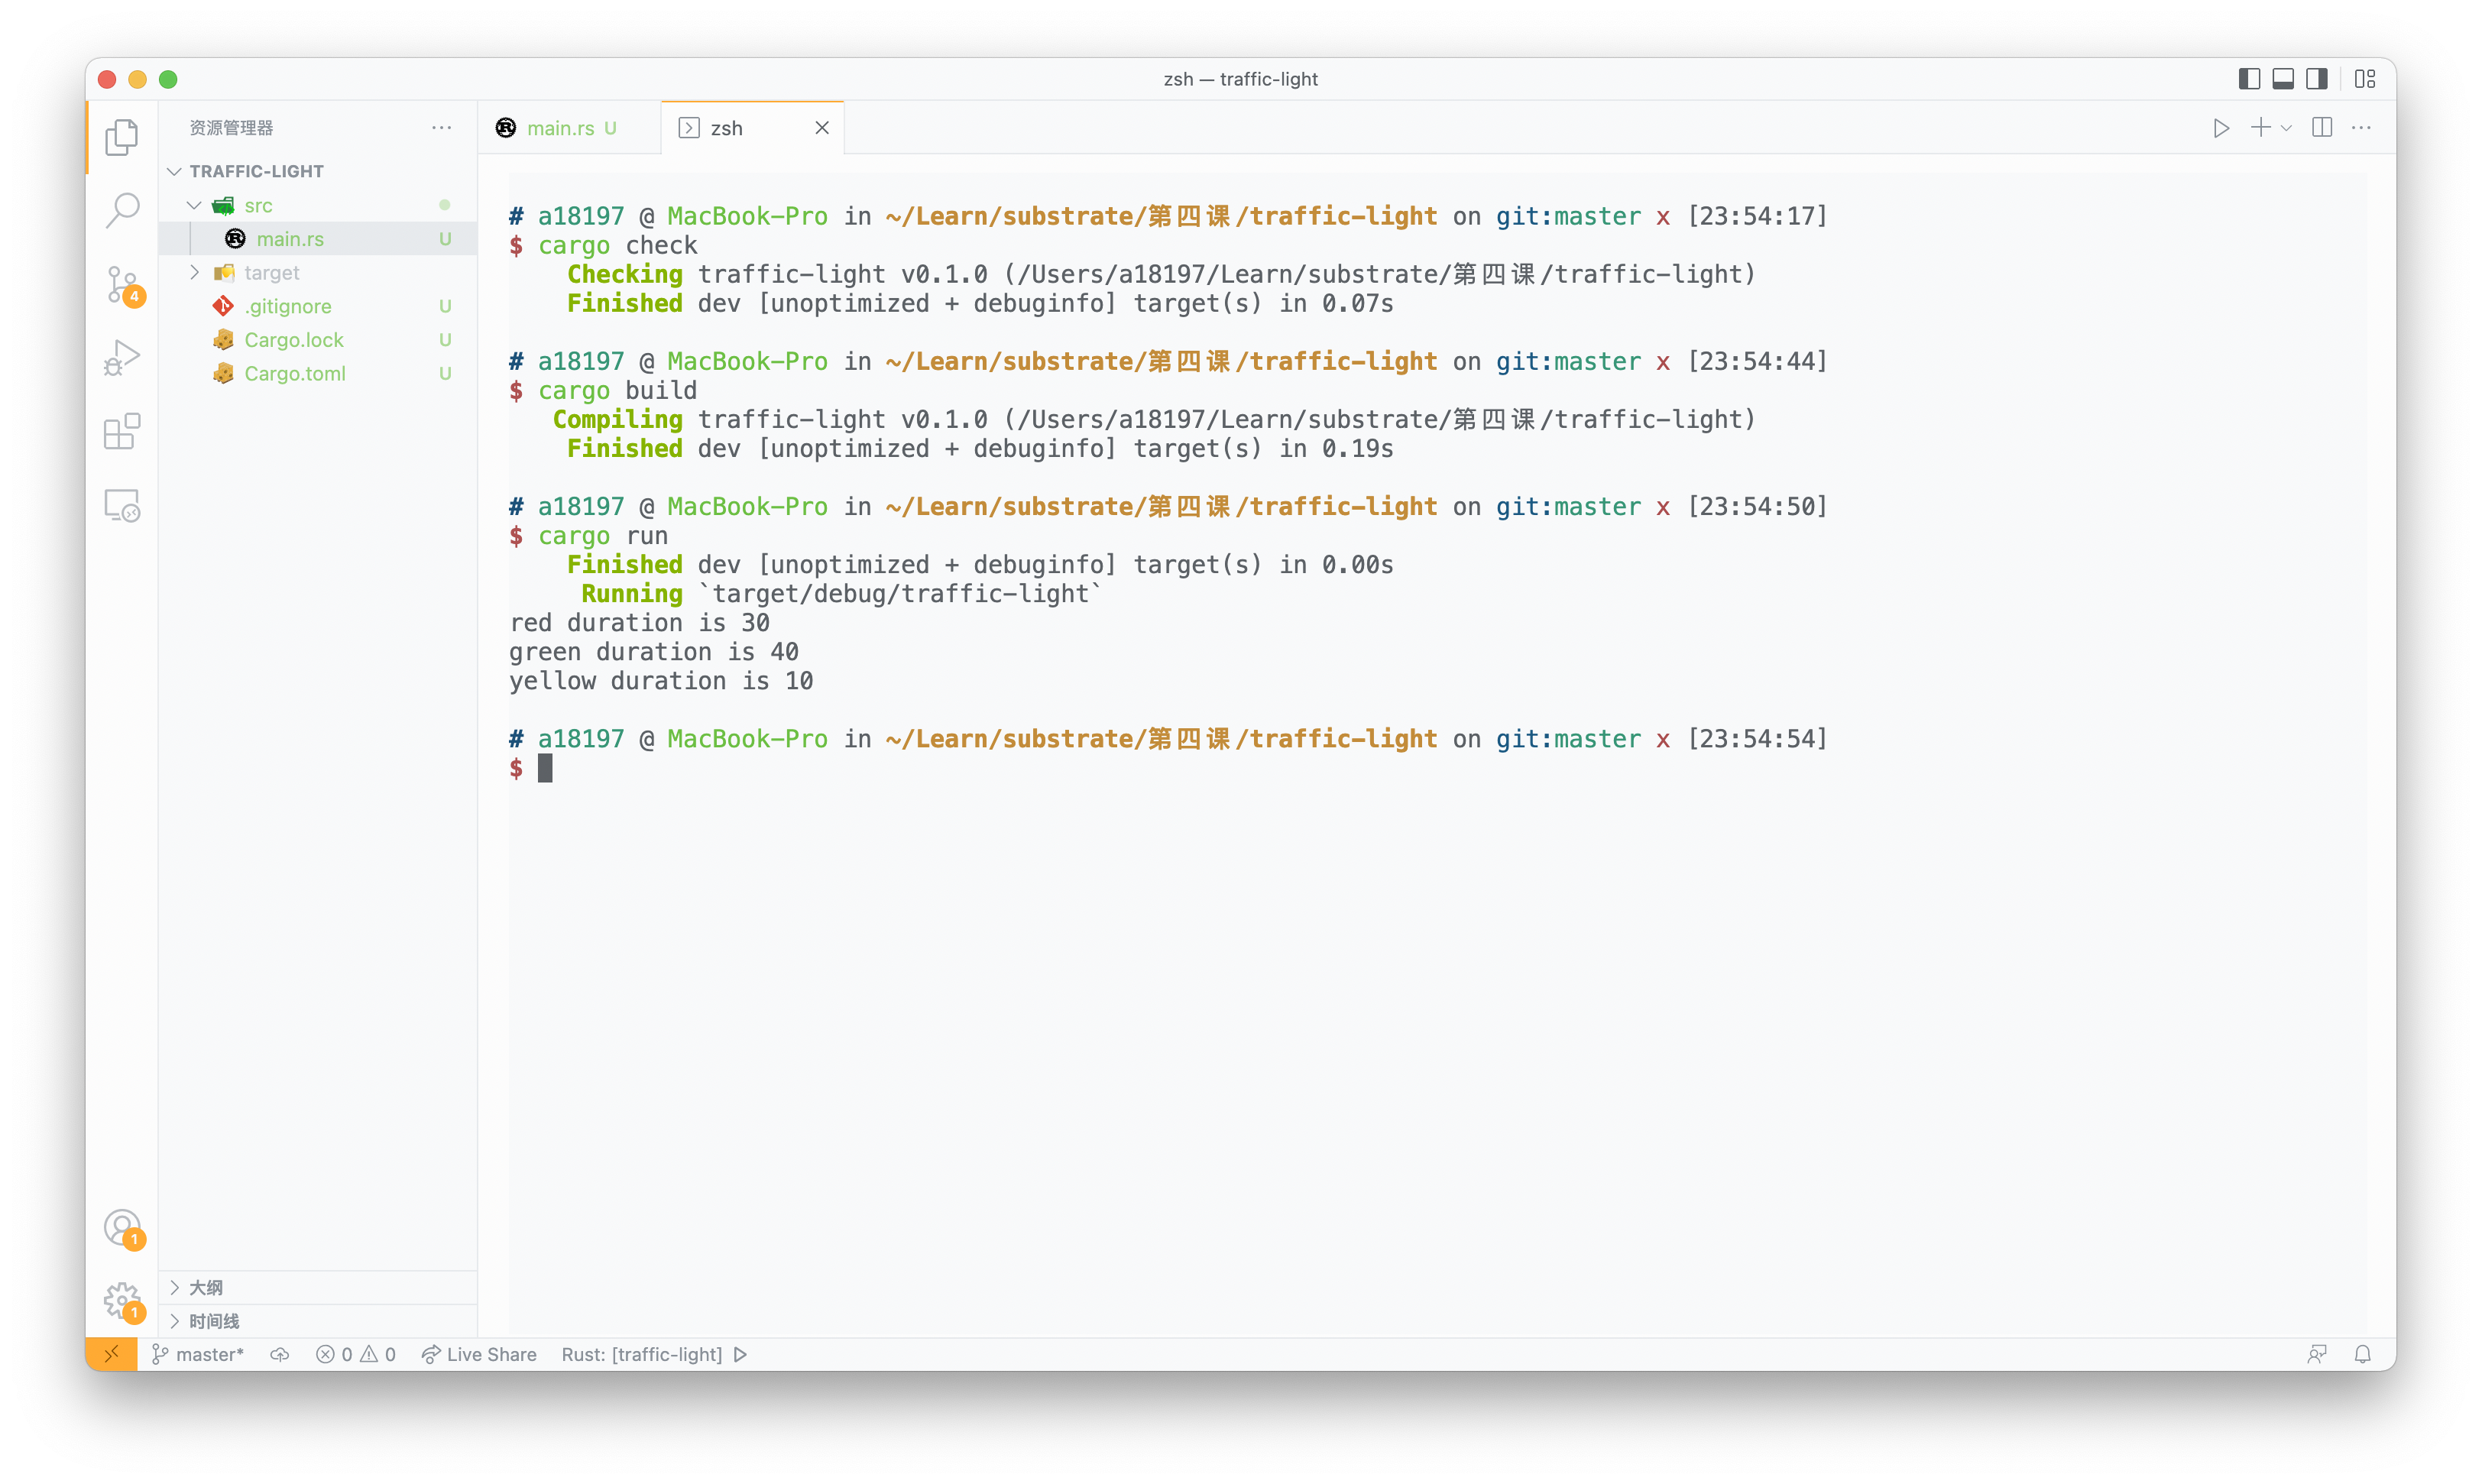 zsh — traffic-light
资源管理器
TRAFFIC-LIGHT
src
main.rs U
target
.gitignore U
Cargo.lock U
Cargo.toml U
大纲
时间线
4
1
1
main.rs U
zsh
# a18197 @ MacBook-Pro in ~/Learn/substrate/第四课/traffic-light on git:master x [23:54:17]
$ cargo check
Checking traffic-light v0.1.0 (/Users/a18197/Learn/substrate/第四课/traffic-light)
Finished dev [unoptimized + debuginfo] target(s) in 0.07s
# a18197 @ MacBook-Pro in ~/Learn/substrate/第四课/traffic-light on git:master x [23:54:44]
$ cargo build
Compiling traffic-light v0.1.0 (/Users/a18197/Learn/substrate/第四课/traffic-light)
Finished dev [unoptimized + debuginfo] target(s) in 0.19s
# a18197 @ MacBook-Pro in ~/Learn/substrate/第四课/traffic-light on git:master x [23:54:50]
$ cargo run
Finished dev [unoptimized + debuginfo] target(s) in 0.00s
Running `target/debug/traffic-light`
red duration is 30
green duration is 40
yellow duration is 10
# a18197 @ MacBook-Pro in ~/Learn/substrate/第四课/traffic-light on git:master x [23:54:54]
$
master* 0 0 Live Share Rust: [traffic-light]